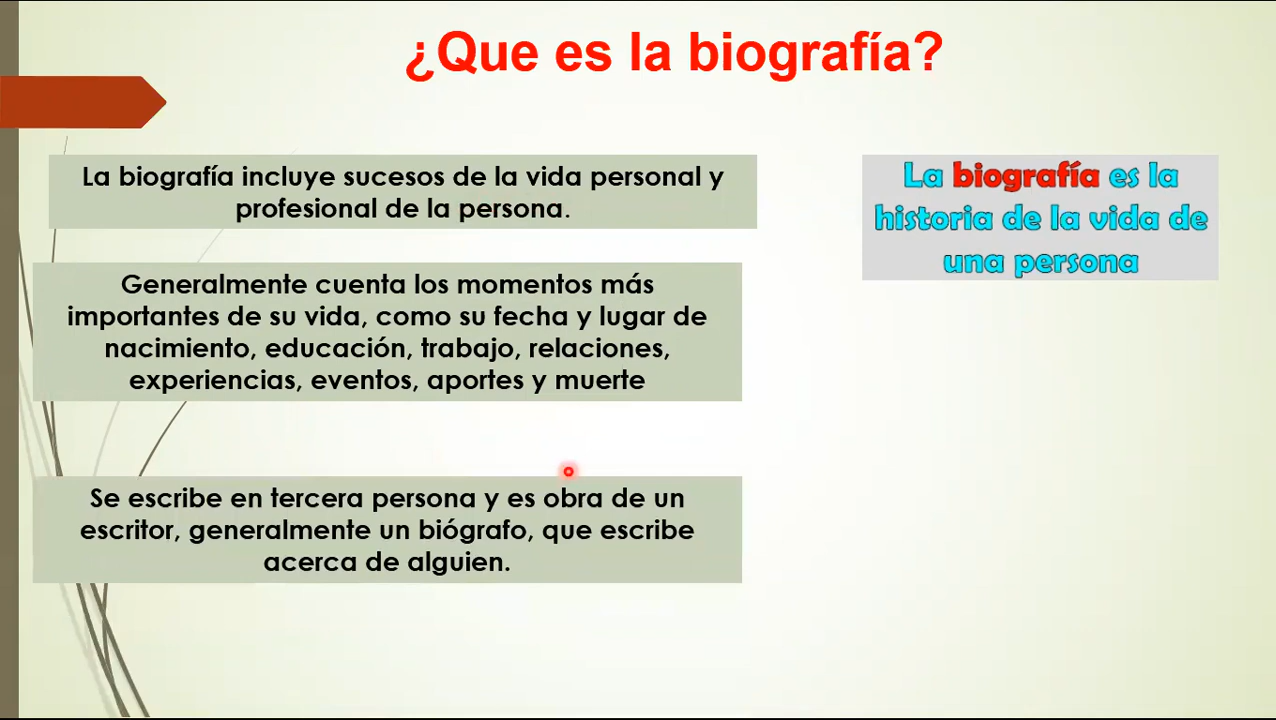 ¿Que es la biografía?
La biografía incluye sucesos de la vida personal y
profesional de la persona.
La biografía es la
historia de la vida de
una persona
Generalmente cuenta los momentos más
importantes de su vida, como su fecha y lugar de
nacimiento, educación, trabajo, relaciones,
experiencias, eventos, aportes y muerte
Se escribe en tercera persona y es obra de un
escritor, generalmente un biógrafo, que escribe
acerca de alguien.